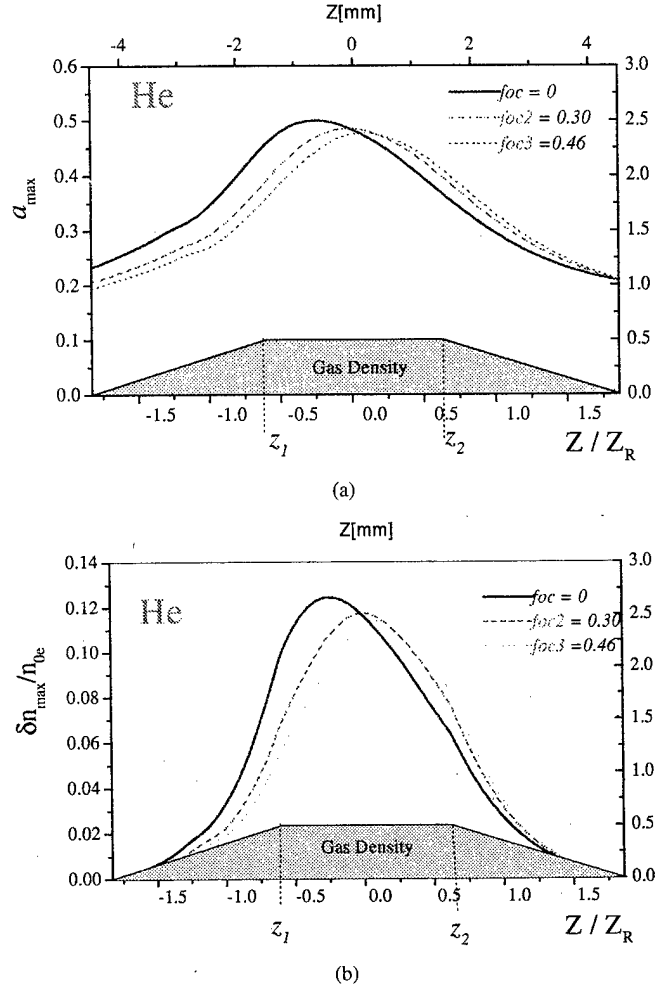 Z[mm]
-4 -2 0 2 4
0.6 0.5 0.4 0.3 0.2 0.1 0.0
a_max
He
foc = 0
foc2 = 0.30
foc3 = 0.46
3.0 2.5 2.0 1.5 1.0 0.5 0.0
Gas Density
-1.5 -1.0 -0.5 0.0 0.5 1.0 1.5
z_1 z_2 Z / Z_R
(a)
Z[mm]
0.14 0.12 0.10 0.08 0.06 0.04 0.02 0.00
δn_max/n_0e
He
foc = 0
foc2 = 0.30
foc3 = 0.46
3.0 2.5 2.0 1.5 1.0 0.5 0.0
Gas Density
-1.5 -1.0 -0.5 0.0 0.5 1.0 1.5
z_1 z_2 Z / Z_R
(b)